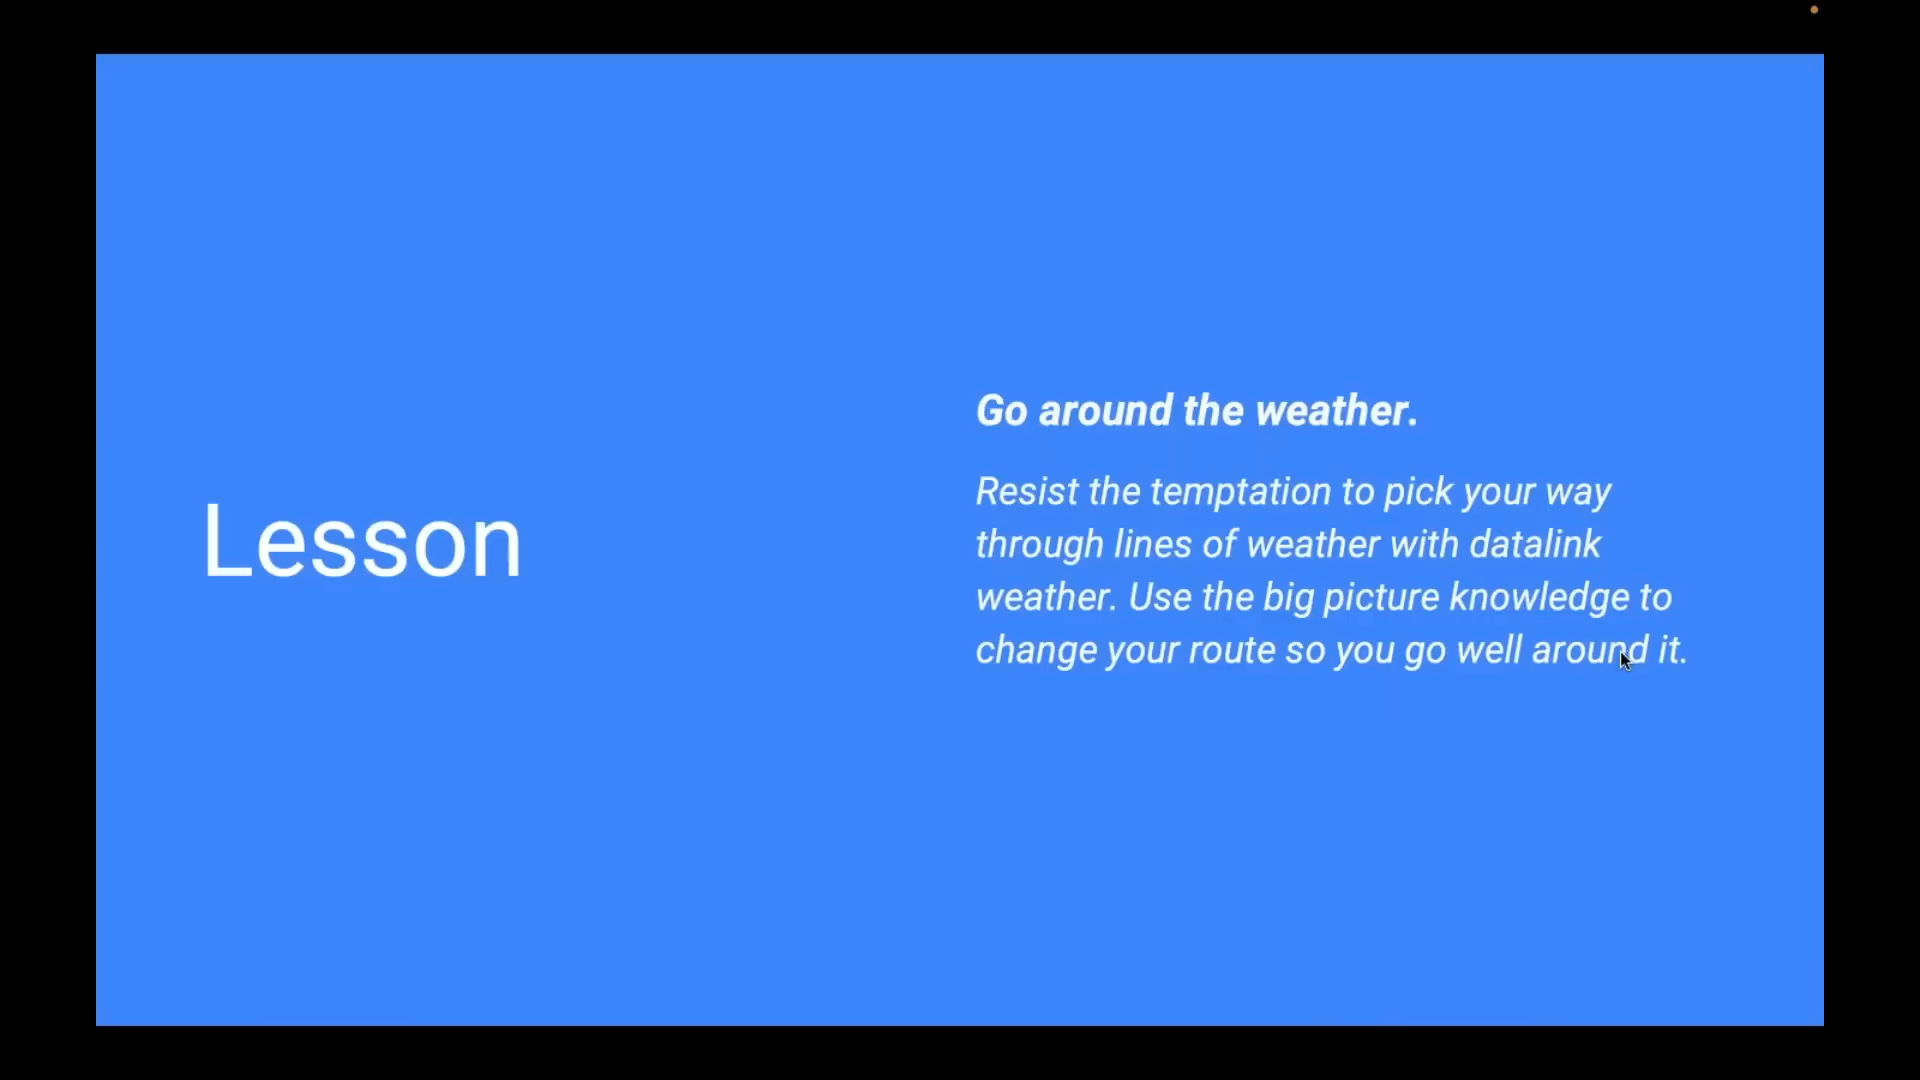 Lesson
Go around the weather.
Resist the temptation to pick your way
through lines of weather with datalink
weather. Use the big picture knowledge to
change your route so you go well around it.